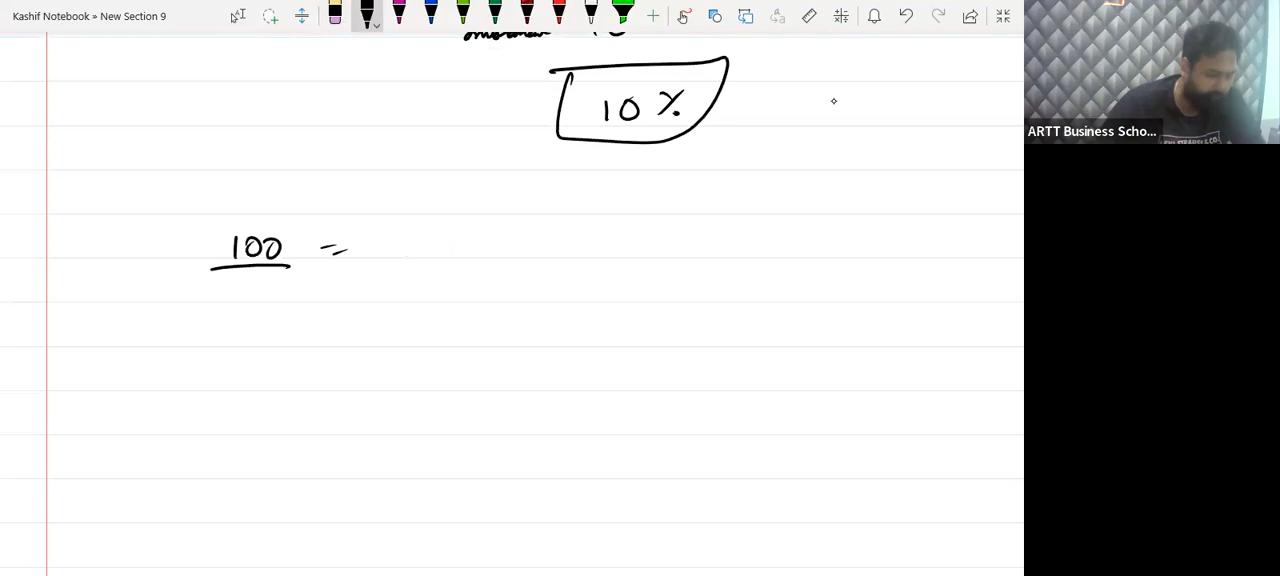 Kashif Notebook » New Section 9
10 %
100 =
ARTT Business Scho...